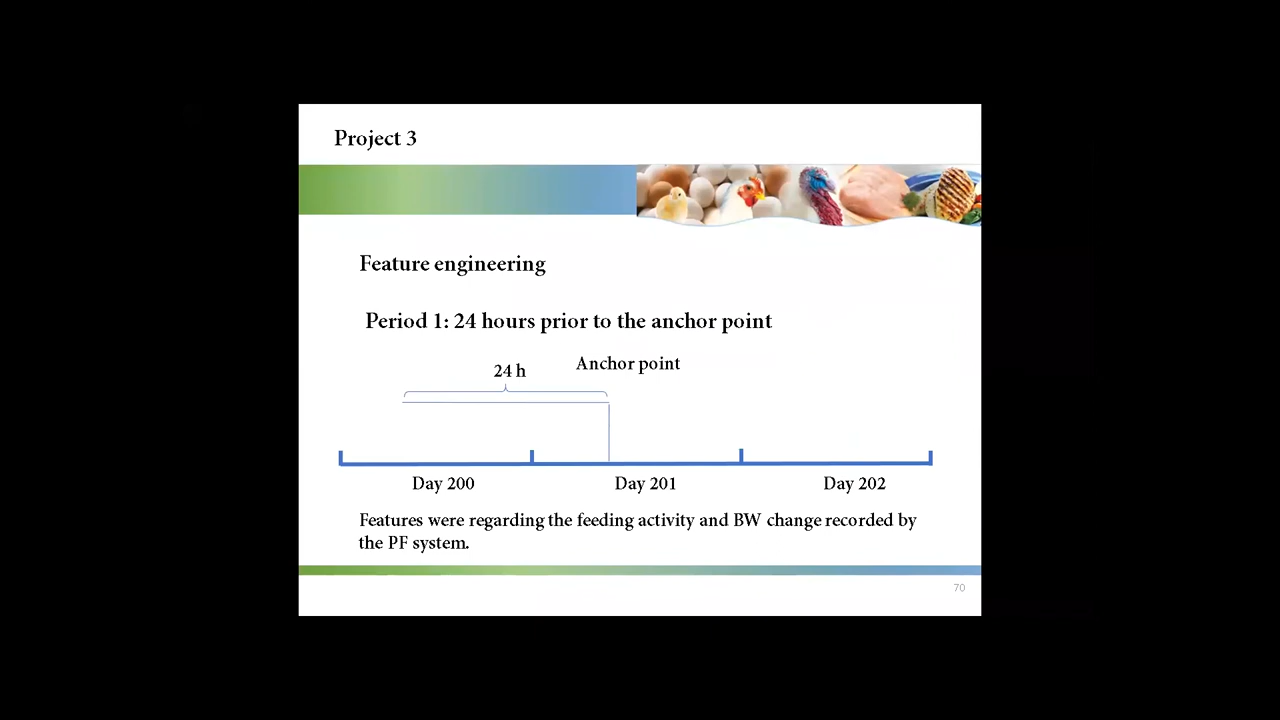 Project 3
Feature engineering
Period 1: 24 hours prior to the anchor point
24 h
Anchor point
Day 200
Day 201
Day 202
Features were regarding the feeding activity and BW change recorded by
the PF system.
70